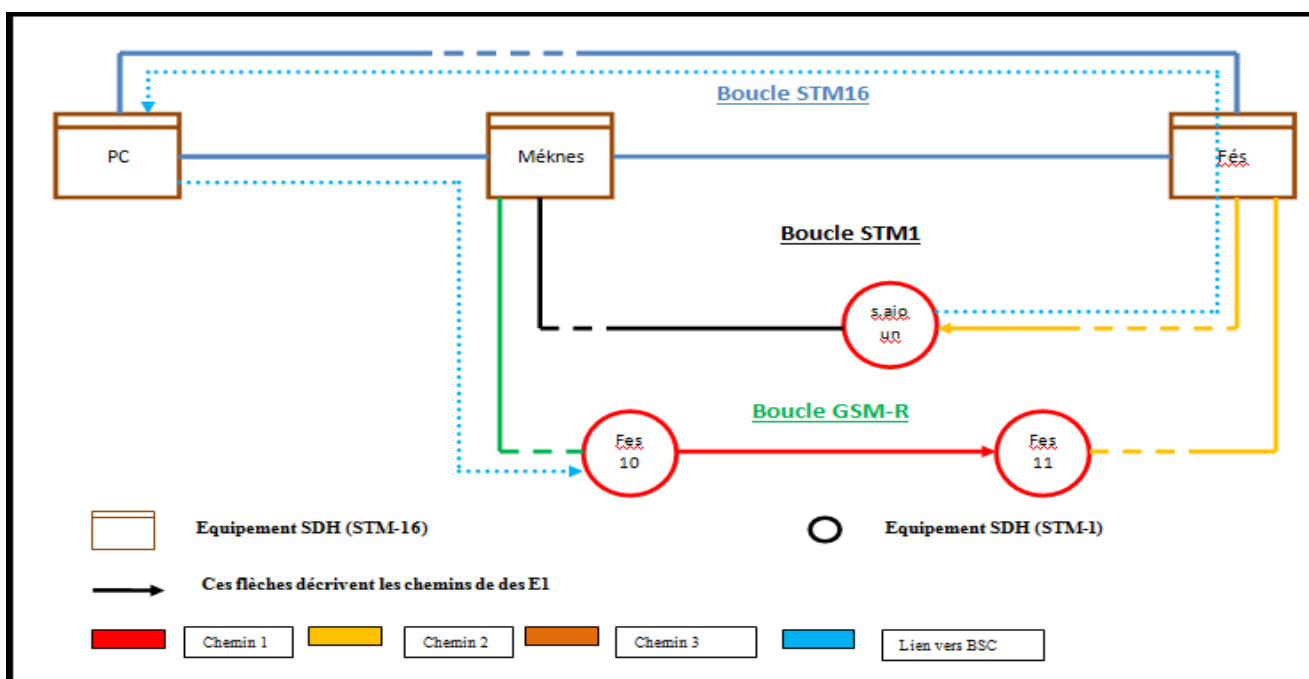 Boucle STM16
PC
Méknes
Fés
Boucle STM1
s.aio
un
Boucle GSM-R
Fes
10
Fes
11
Equipement SDH (STM-16)
Equipement SDH (STM-1)
Ces flèches décrivent les chemins de des E1
Chemin 1
Chemin 2
Chemin 3
Lien vers BSC